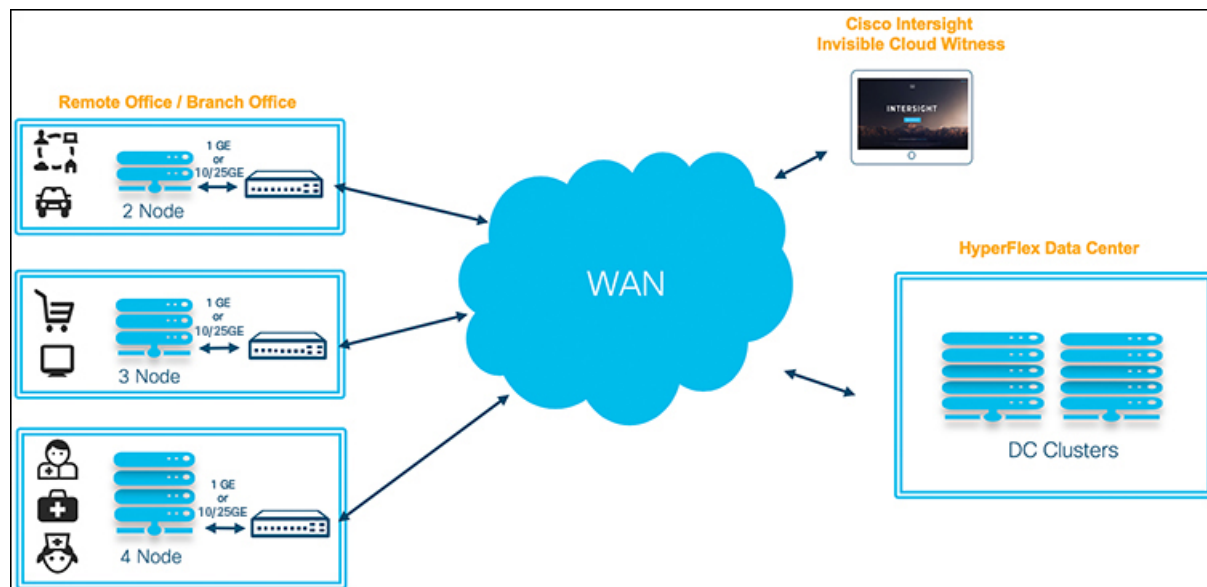 Cisco Intersight
Invisible Cloud Witness
INTERSIGHT
Remote Office / Branch Office
1 GE
or
10/25GE
2 Node
1 GE
or
10/25GE
3 Node
1 GE
or
10/25GE
4 Node
WAN
HyperFlex Data Center
DC Clusters